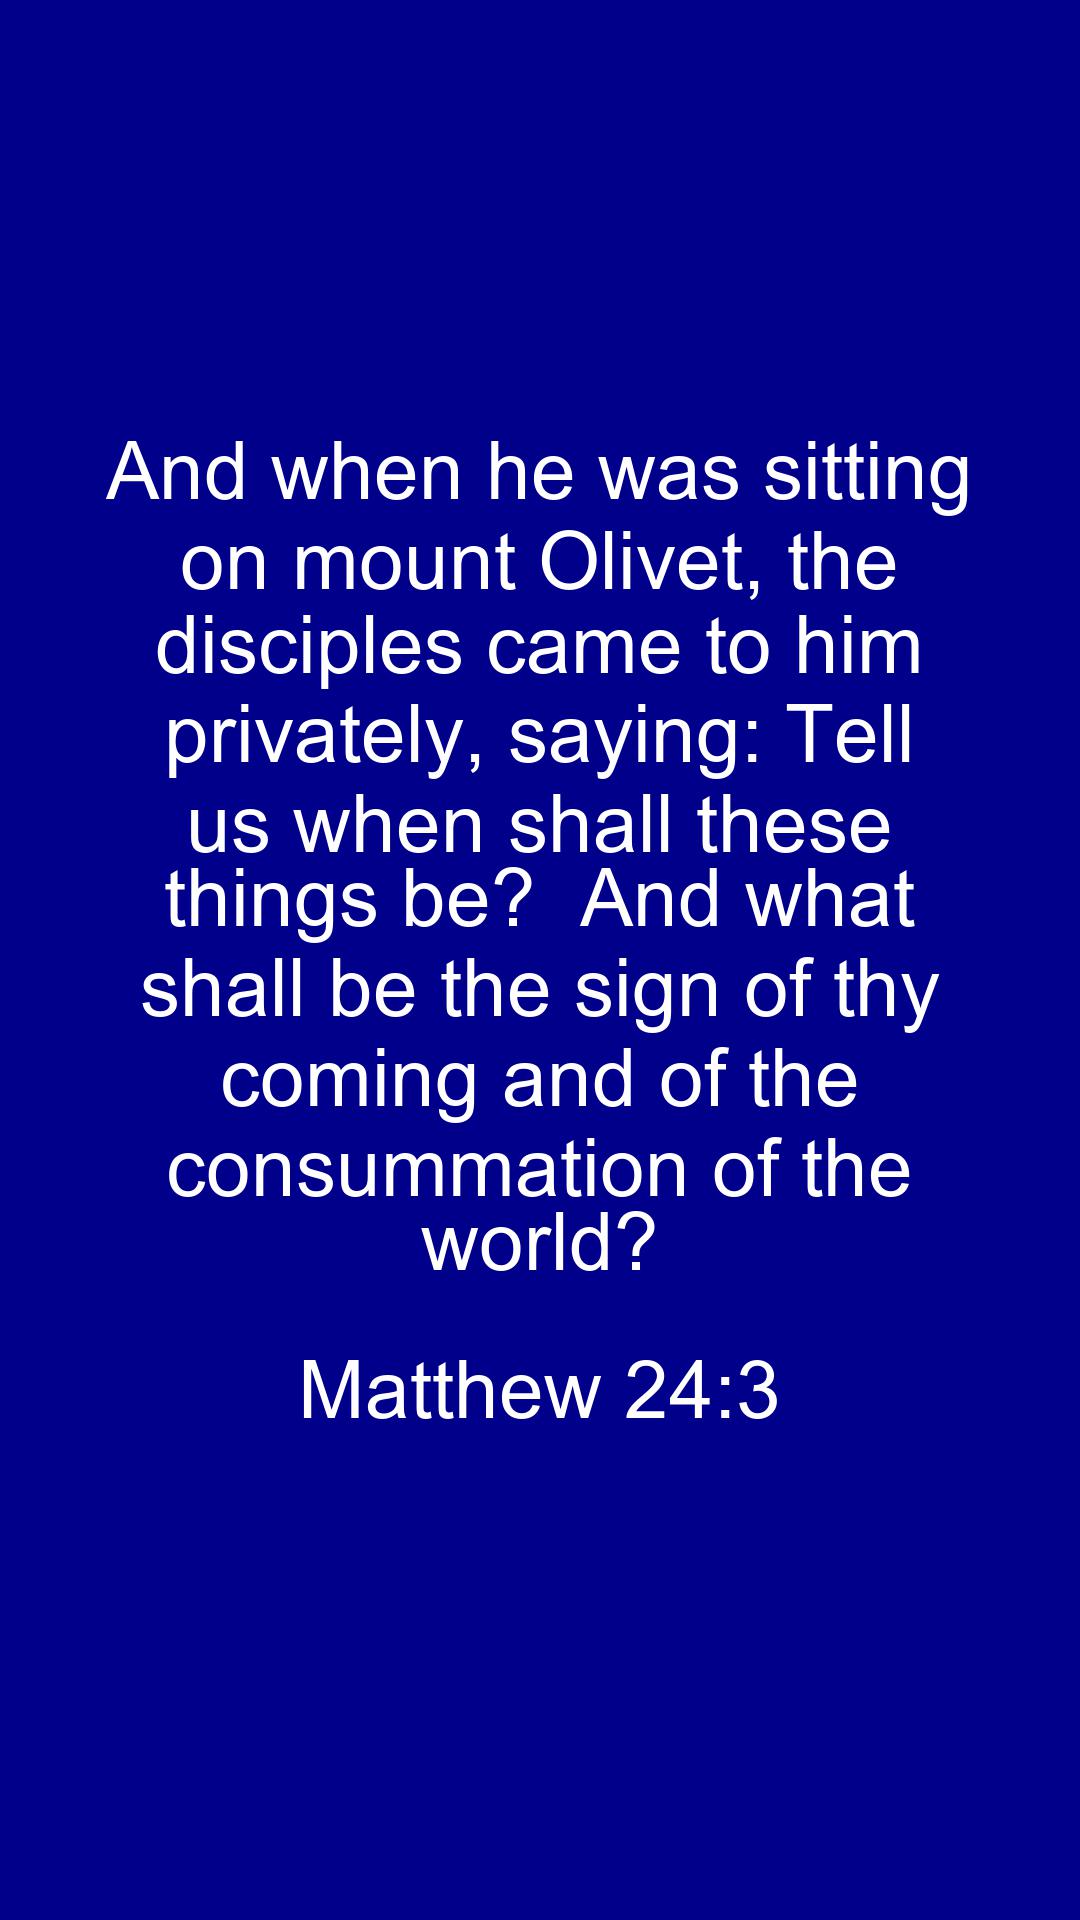 And when he was sitting
on mount Olivet, the
disciples came to him
privately, saying: Tell
us when shall these
things be?  And what
shall be the sign of thy
coming and of the
consummation of the
world?
Matthew 24:3